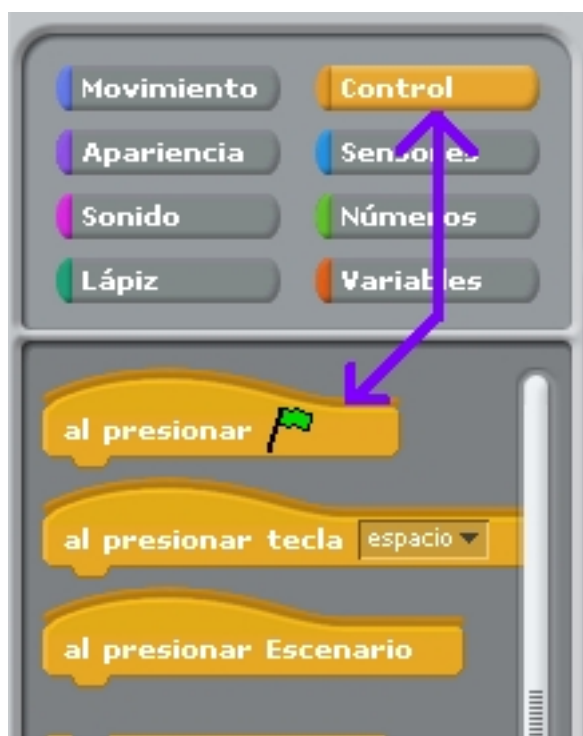 Movimiento Control
Apariencia Sensores
Sonido Números
Lápiz Variables
al presionar
al presionar tecla espacio
al presionar Escenario